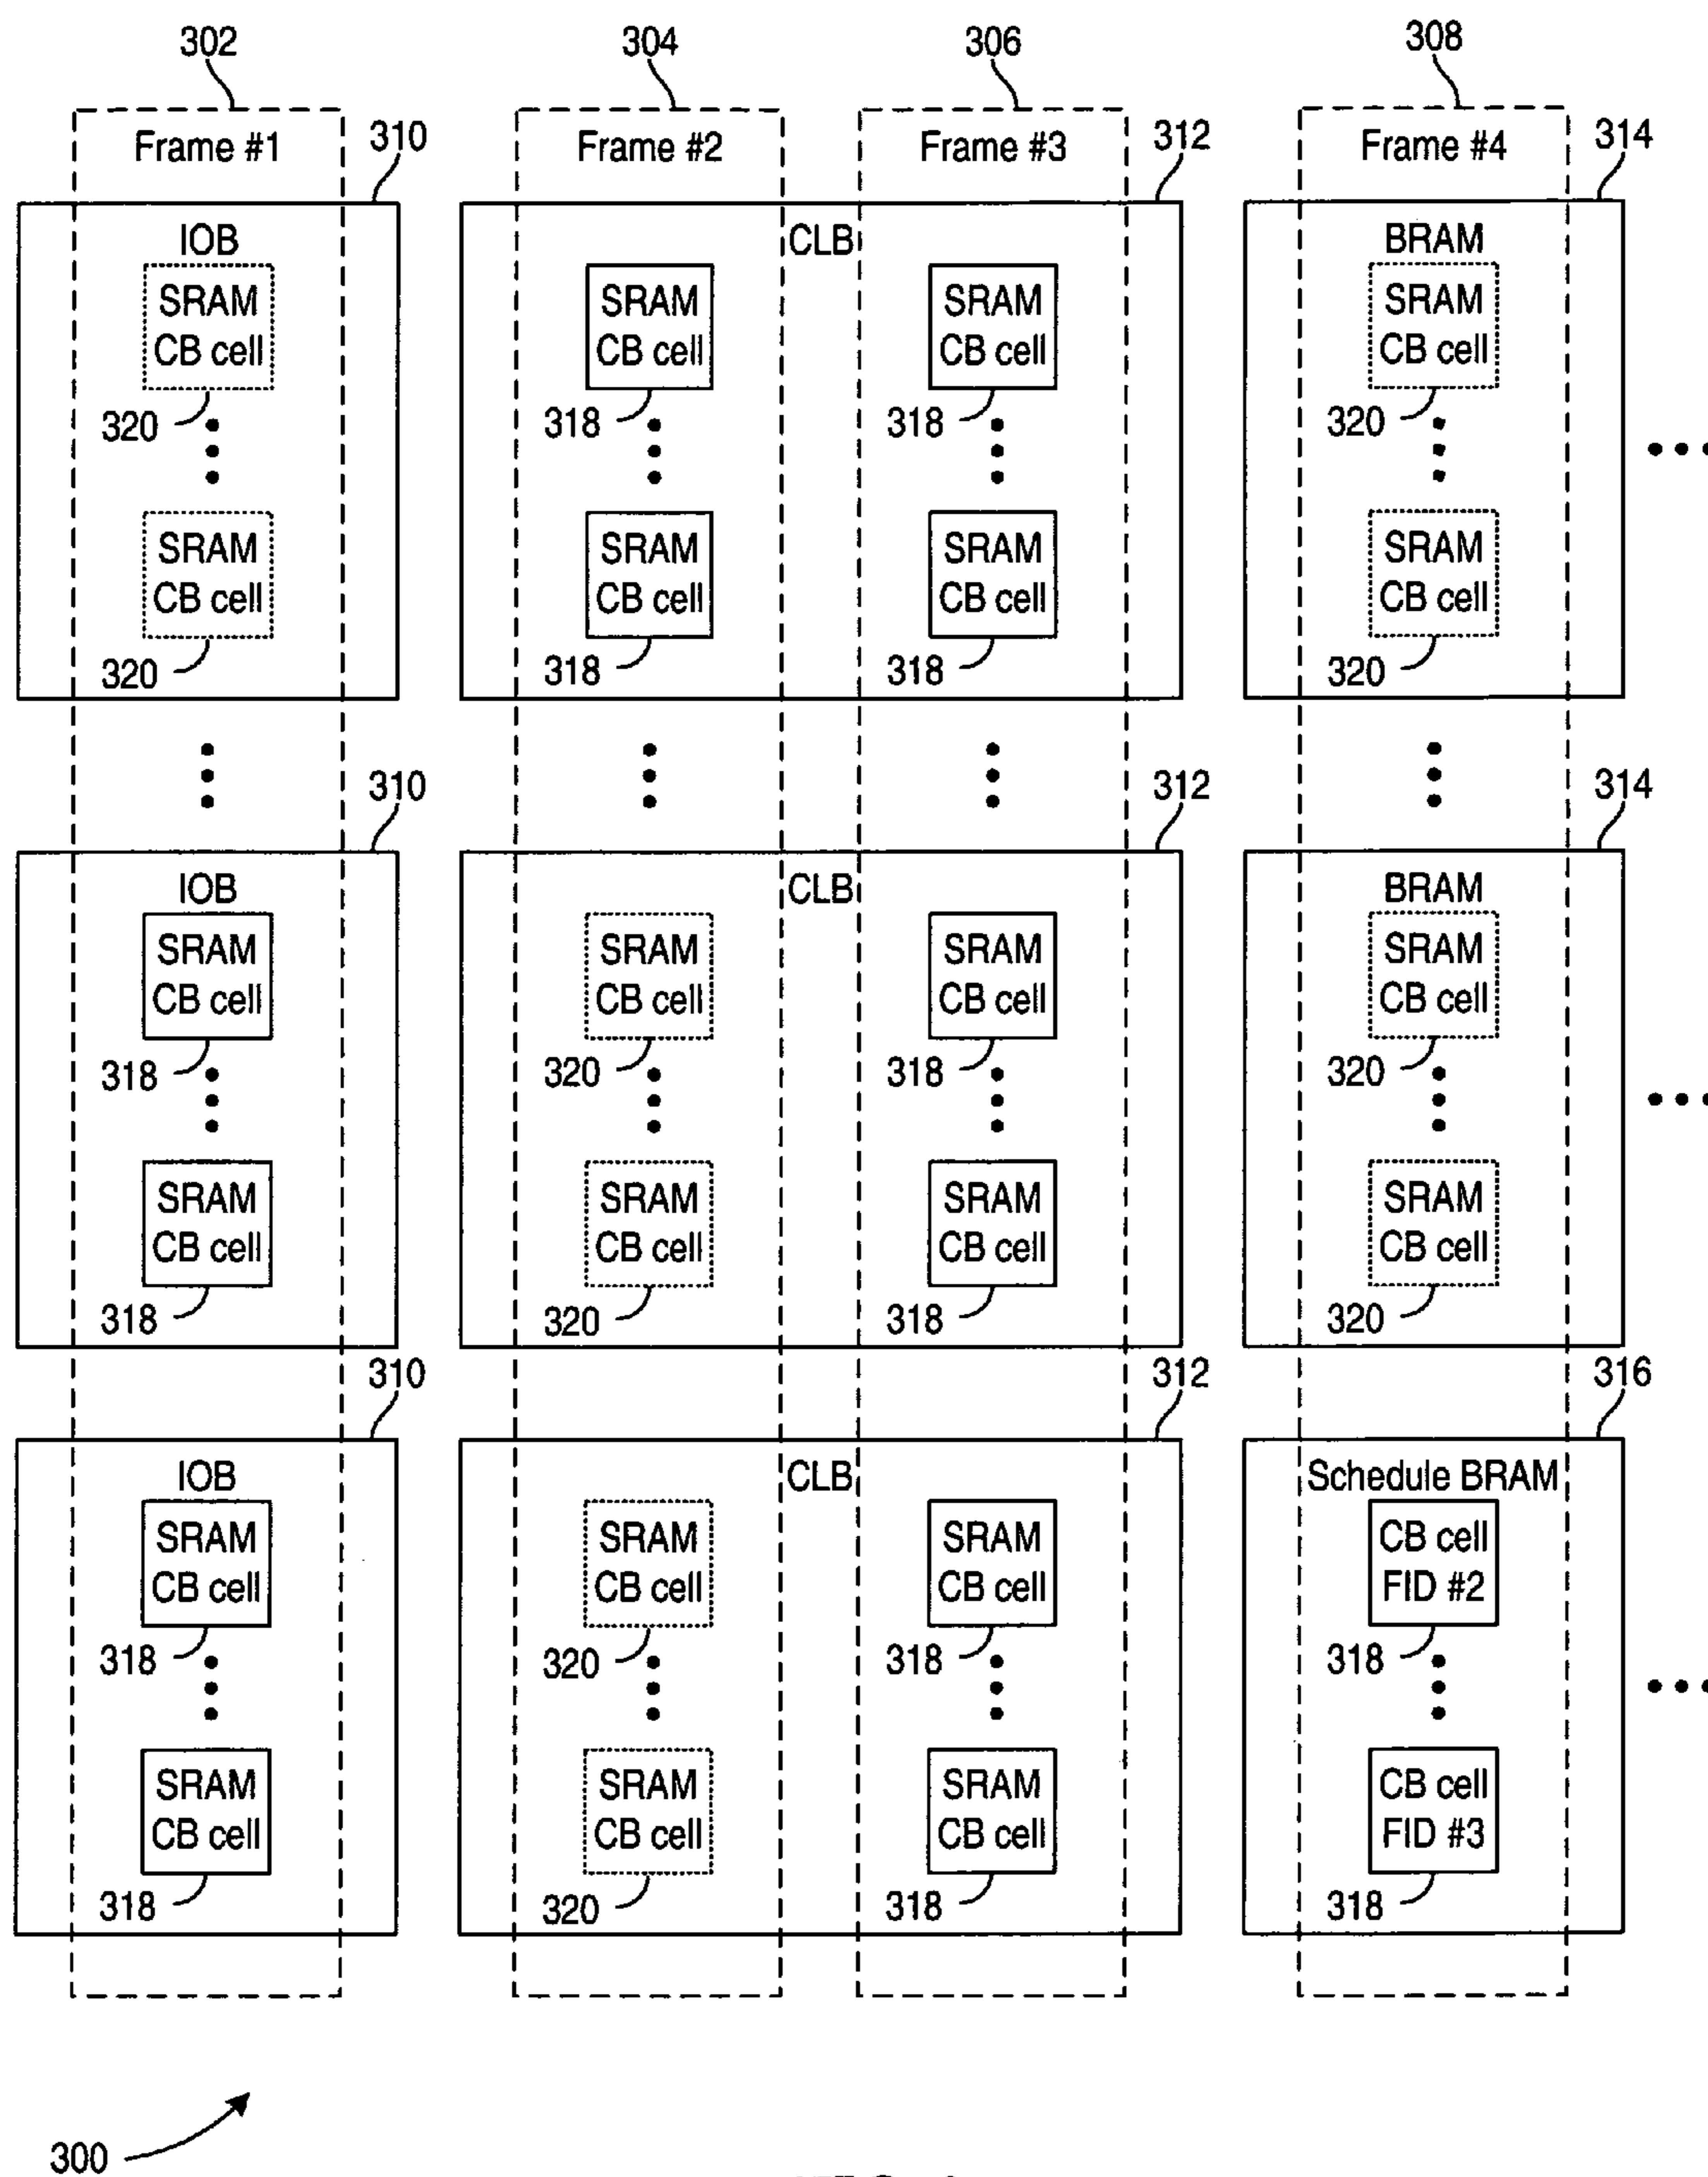 302 304 306 308
Frame #1 310 Frame #2 Frame #3 312 Frame #4 314
IOB CLB BRAM
SRAM SRAM SRAM SRAM
CB cell CB cell CB cell CB cell
320 318 318 320
SRAM SRAM SRAM SRAM
CB cell CB cell CB cell CB cell
320 318 318 320
310 312 314
IOB CLB BRAM
SRAM SRAM SRAM SRAM
CB cell CB cell CB cell CB cell
318 320 318 320
SRAM SRAM SRAM SRAM
CB cell CB cell CB cell CB cell
318 320 318 320
310 312 316
IOB CLB Schedule BRAM
SRAM SRAM SRAM CB cell
CB cell CB cell CB cell FID #2
318 320 318 318
SRAM SRAM SRAM CB cell
CB cell CB cell CB cell FID #3
318 320 318 318
300